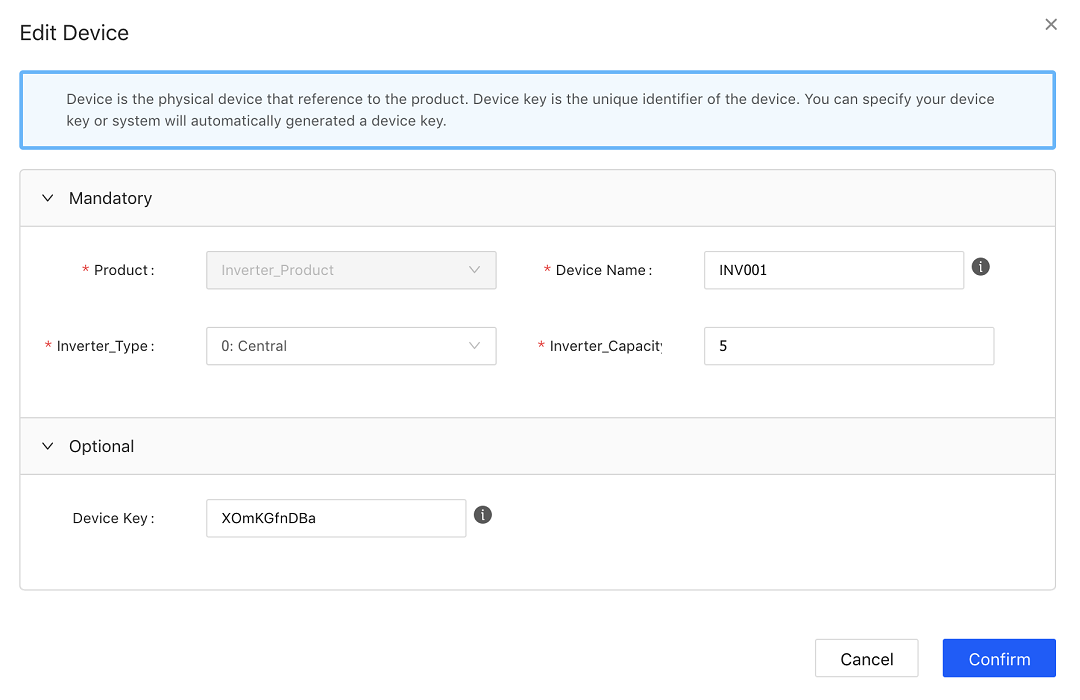 Edit Device
Device is the physical device that reference to the product. Device key is the unique identifier of the device. You can specify your device
key or system will automatically generated a device key.
Mandatory
* Product :
Inverter_Product
* Device Name :
INV001
* Inverter_Type :
0: Central
* Inverter_Capacity
5
Optional
Device Key :
XOmKGfnDBa
Cancel
Confirm